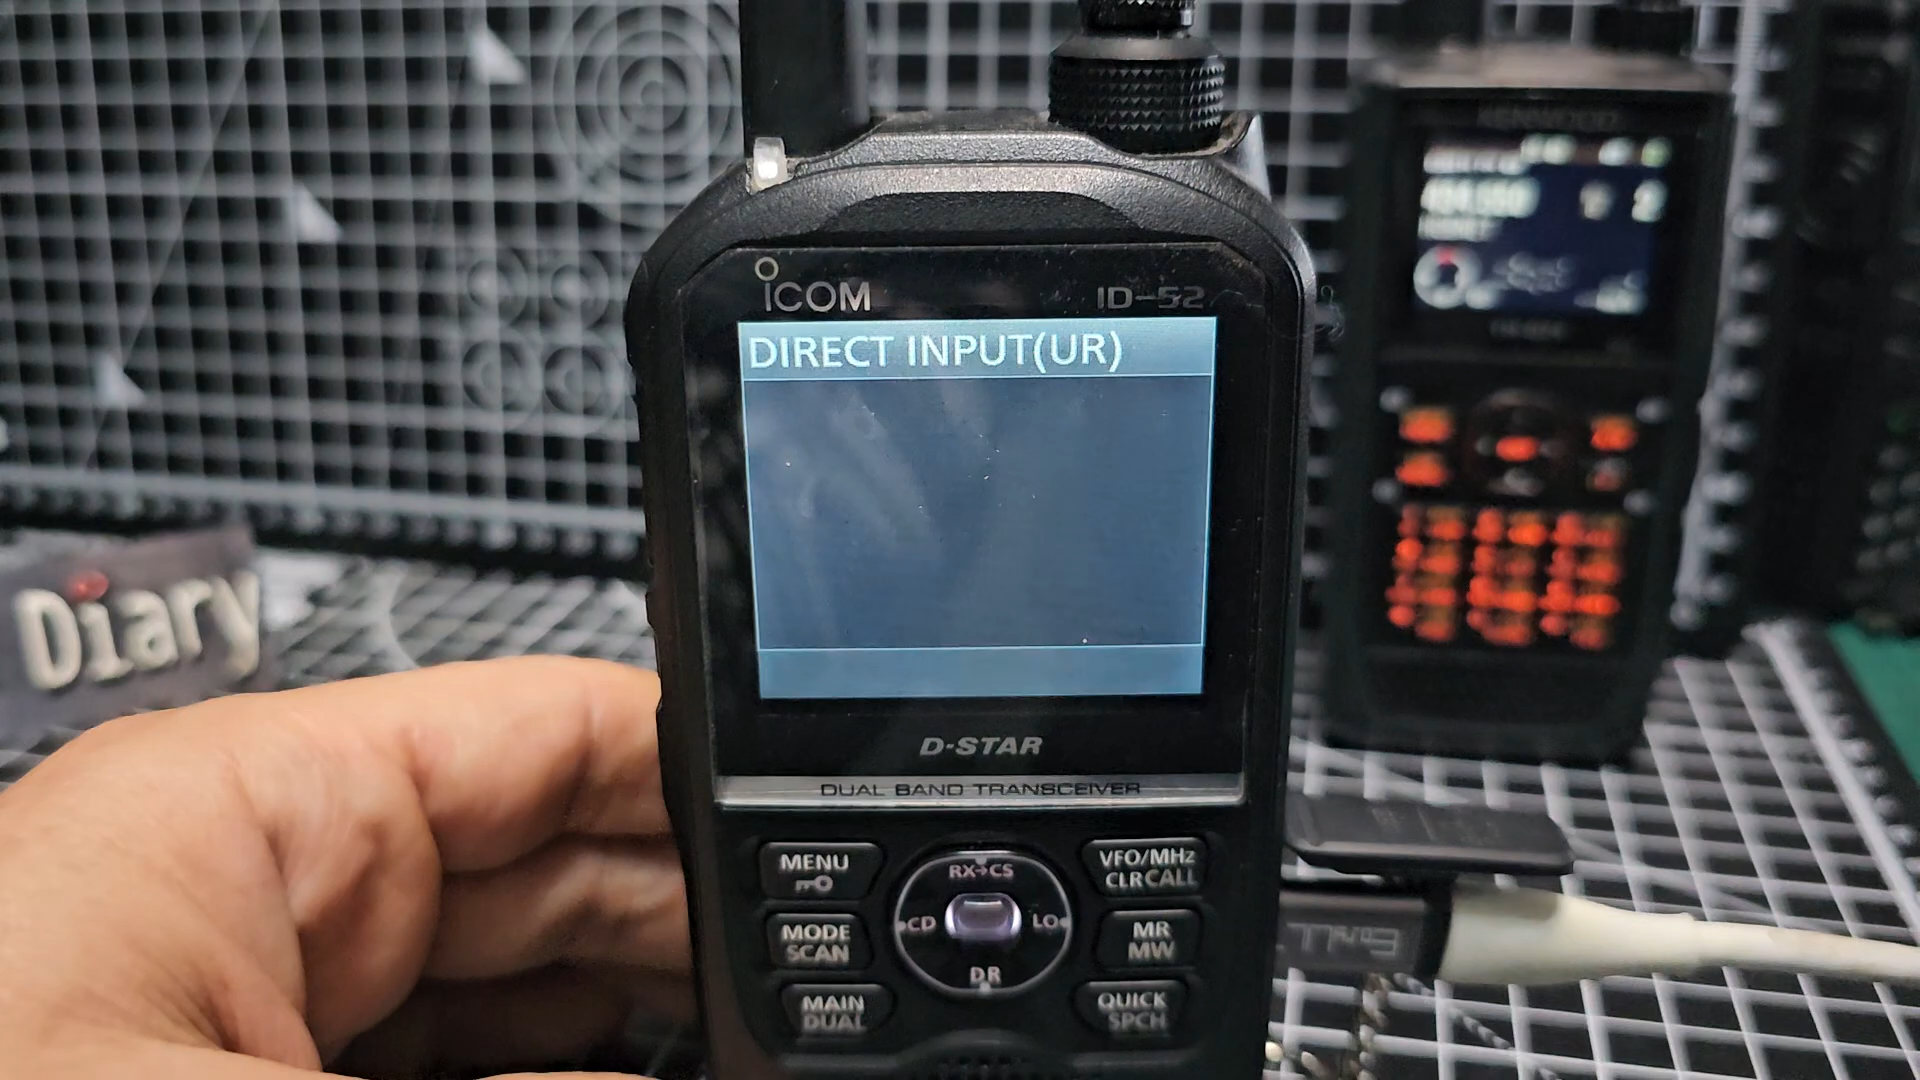 ICOM
ID-52
DIRECT INPUT(UR)
D-STAR
DUAL BAND TRANSCEIVER
MENU
RX→CS
VFO/MHz
CLR CALL
MODE
SCAN
CD
LO
MR
MW
DR
MAIN
DUAL
QUICK
SPCH
Diary
KENWOOD